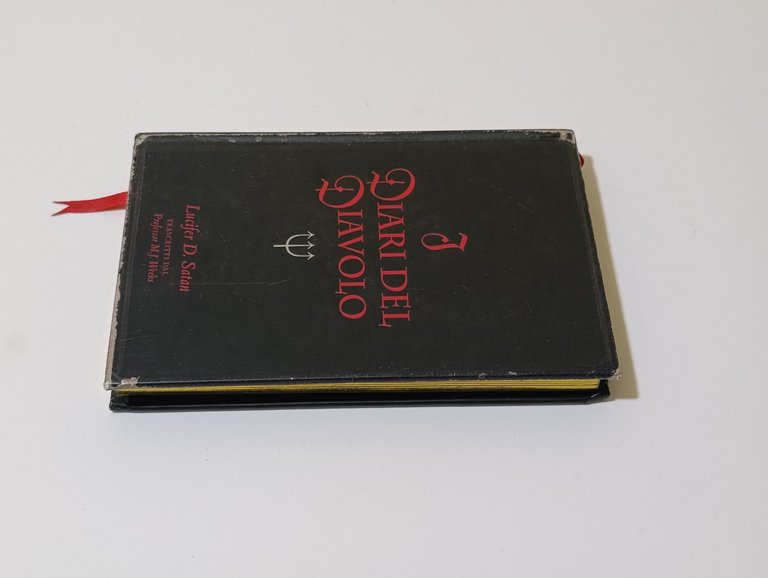 I
DIARI DEL
DIAVOLO
Lucifer D. Satan
TRASCRITTI DAL
Professor M.J. Weeks